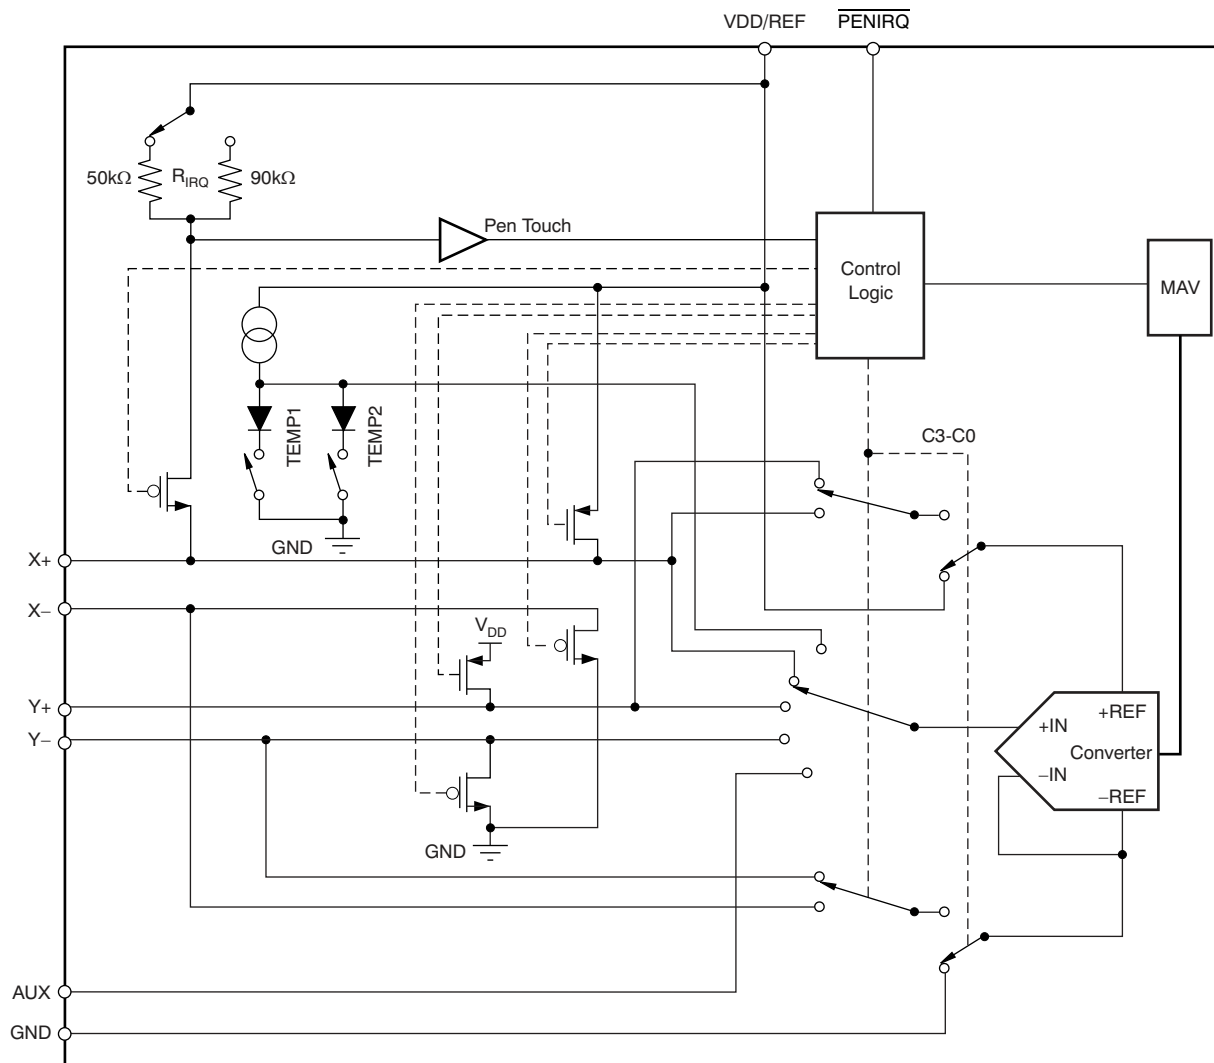 VDD/REF
PENIRQ
50kΩ
RIRQ
90kΩ
Pen Touch
Control
Logic
MAV
TEMP1
TEMP2
C3-C0
GND
X+
X–
VDD
Y+
Y–
+IN
+REF
Converter
–IN
–REF
GND
AUX
GND